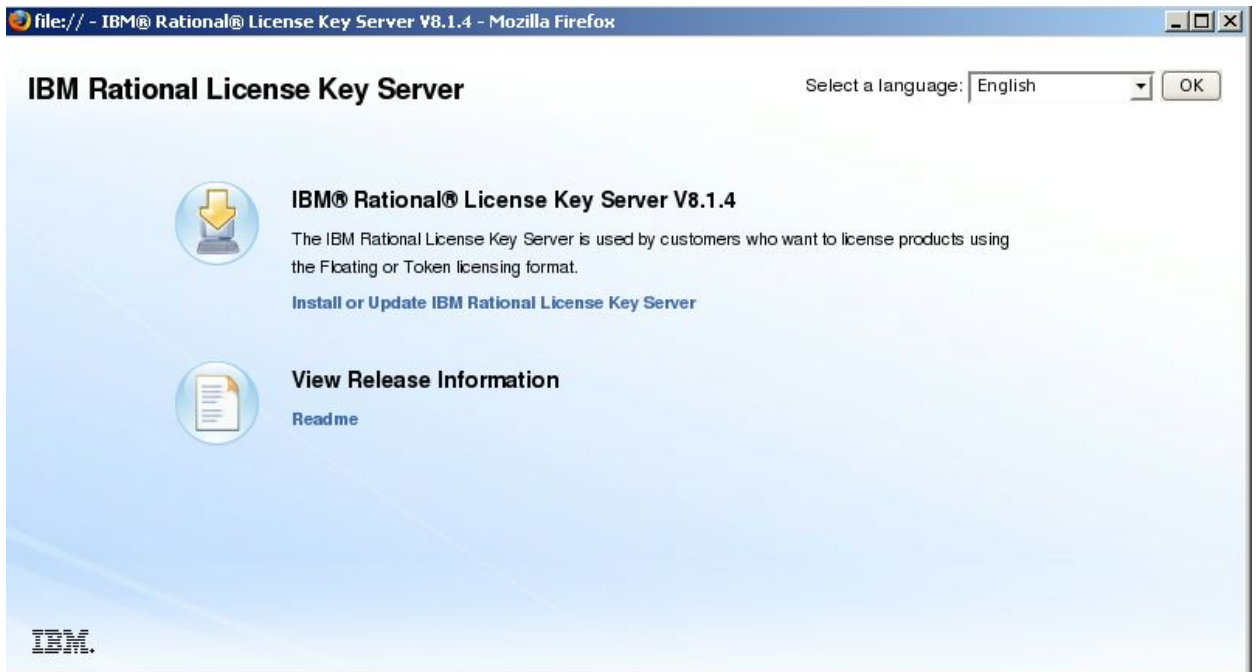 file:// - IBM® Rational® License Key Server V8.1.4 - Mozilla Firefox
IBM Rational License Key Server
Select a language: English OK
IBM® Rational® License Key Server V8.1.4
The IBM Rational License Key Server is used by customers who want to license products using
the Floating or Token licensing format.
Install or Update IBM Rational License Key Server
View Release Information
Readme
IBM.